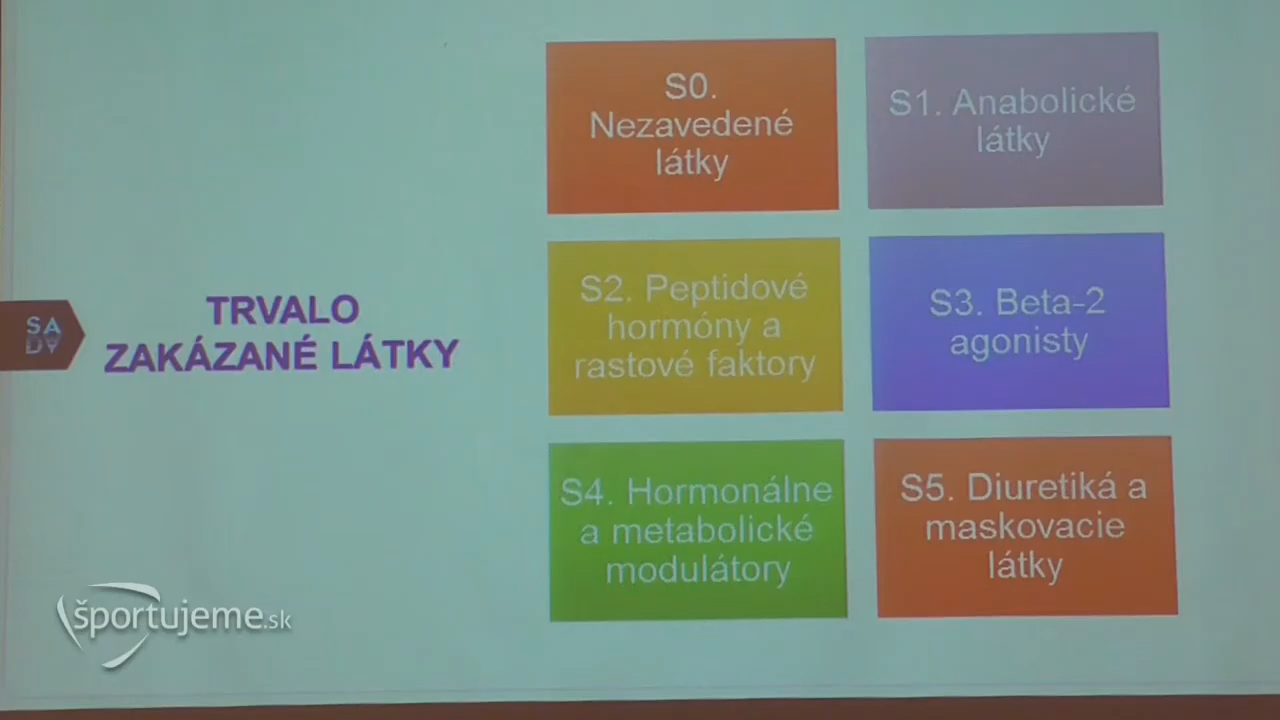 TRVALO
ZAKÁZANÉ LÁTKY
SA
DV
S0.
Nezavedené
látky
S1. Anabolické
látky
S2. Peptidové
hormóny a
rastové faktory
S3. Beta-2
agonisty
S4. Hormonálne
a metabolické
modulátory
S5. Diuretiká a
maskovacie
látky
športujeme.sk